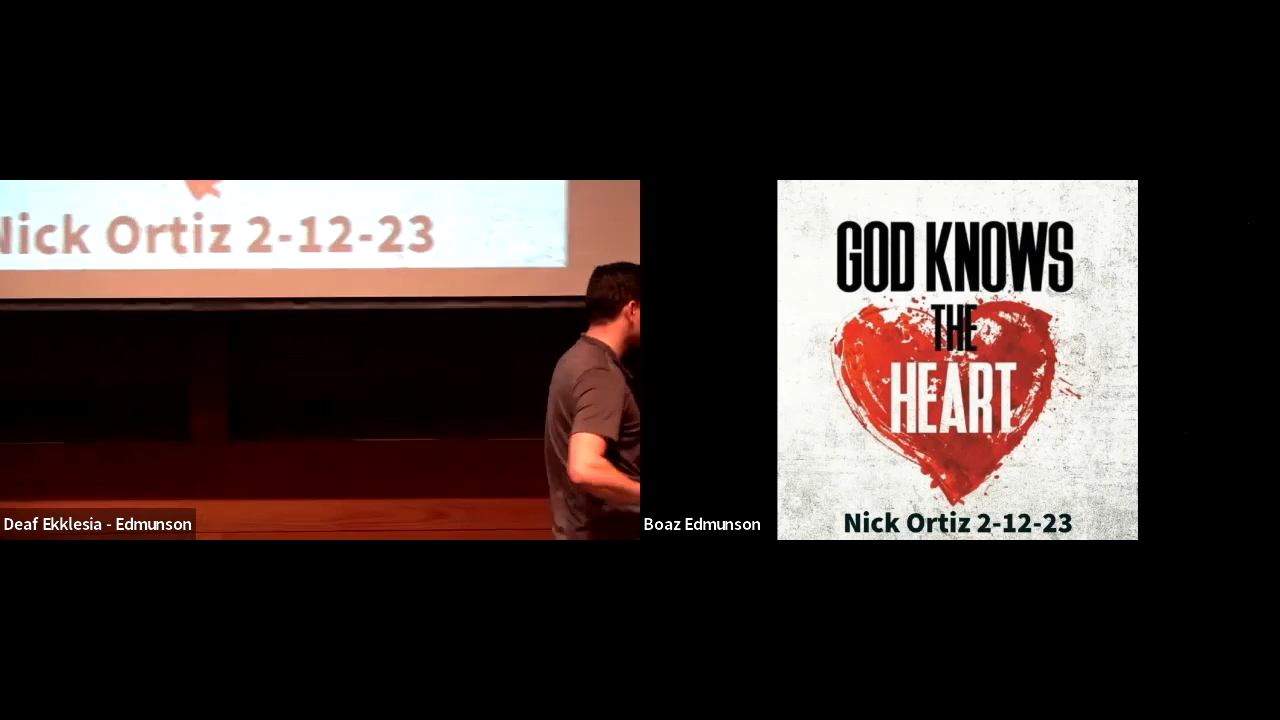 Nick Ortiz 2-12-23
Deaf Ekklesia - Edmunson
GOD KNOWS
THE
HEART
Nick Ortiz 2-12-23
Boaz Edmunson